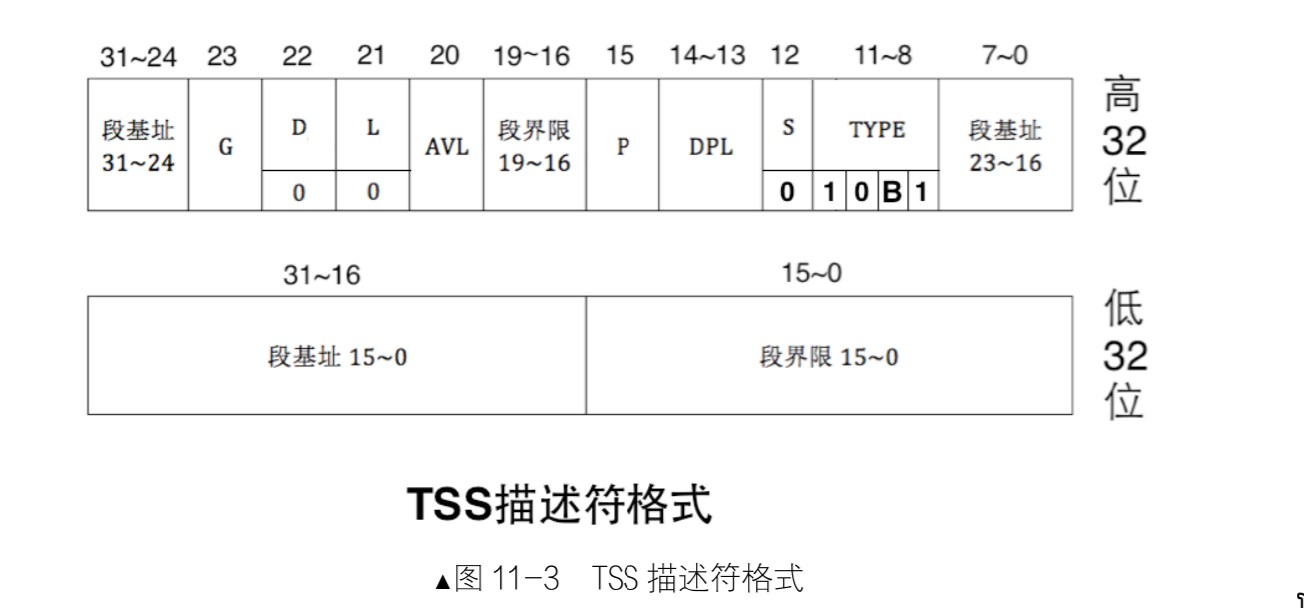 31~24 23 22 21 20 19~16 15 14~13 12 11~8 7~0
段基址 31~24 G D L AVL 段界限 19~16 P DPL S TYPE 段基址 23~16
0 0 0 1 0 B 1
高 32 位
31~16 15~0
段基址 15~0 段界限 15~0
低 32 位
TSS描述符格式
▲图 11-3 TSS 描述符格式